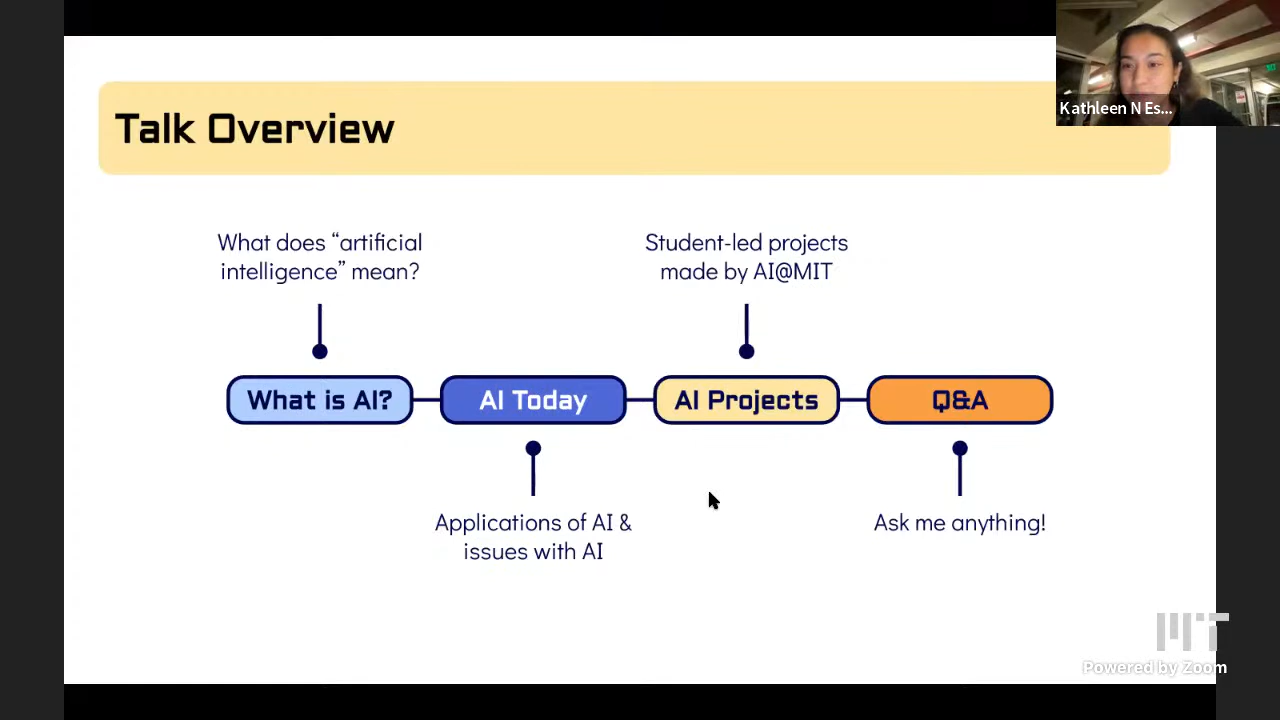 Talk Overview
Kathleen N Es...
What does “artificial
intelligence” mean?
Student-led projects
made by AI@MIT
What is AI?
AI Today
AI Projects
Q&A
Applications of AI &
issues with AI
Ask me anything!
MIT
Powered by Zoom